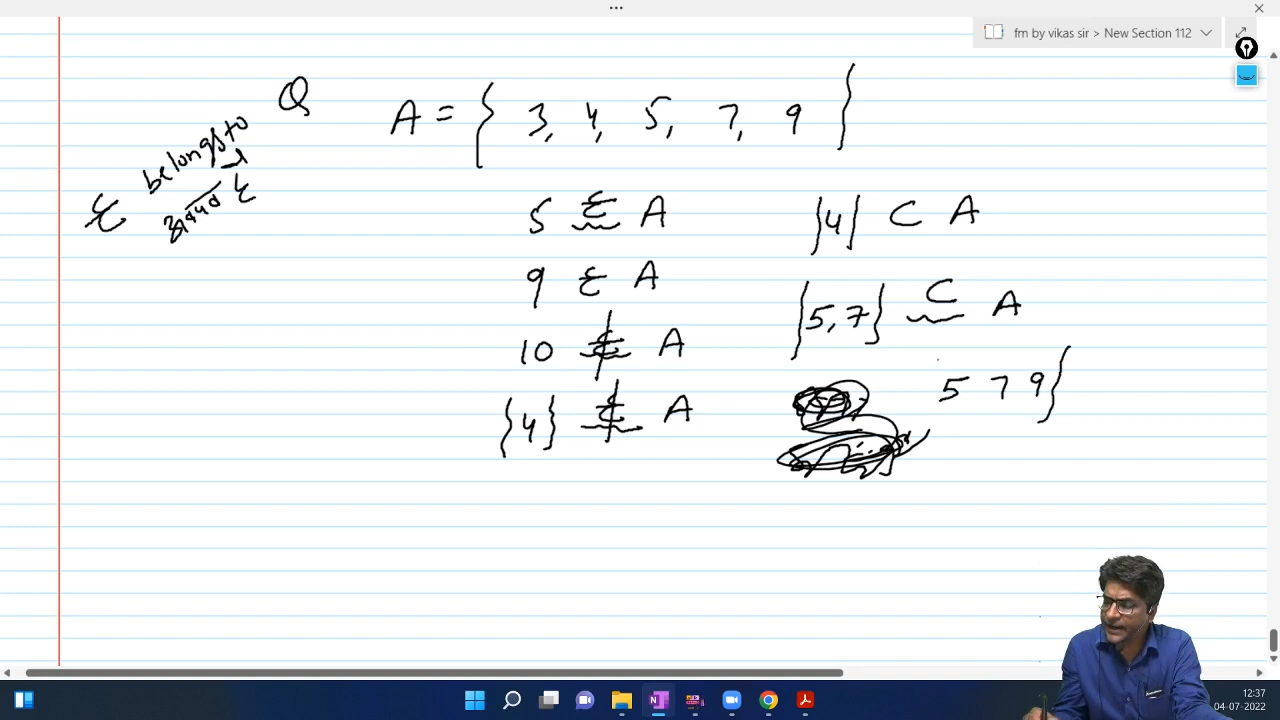 fm by vikas sir > New Section 112
Q A = { 3, 4, 5, 7, 9 }
ε belongs to
5 ε A
{4} ⊂ A
9 ε A
{5, 7} ⊂ A
10 ∉ A
5 7 9}
{4} ∉ A
12:37
04-07-2022